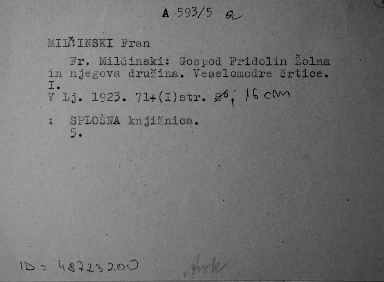 A 593/5 a
MILČINSKI Fran
Fr. Milčinski: Gospod Fridolin Žolna
in njegova družina. Veselomodre črtice.
I.
V Lj. 1923. 71+(I)str. 8°; 16 cm
: SPLOŠNA knjižnica.
5.
ID = 48723200